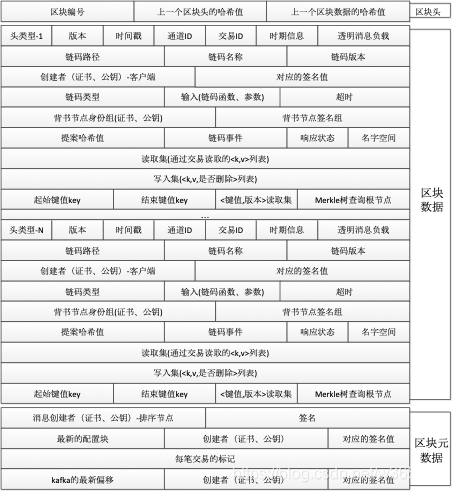 区块编号 上一个区块头的哈希值 上一个区块数据的哈希值 区块头
头类型-1 版本 时间戳 通道ID 交易ID 时期信息 透明消息负载
链码路径 链码名称 链码版本
创建者（证书、公钥）-客户端 对应的签名值
链码类型 输入(链码函数、参数) 超时
背书节点身份组(证书、公钥) 背书节点签名组
提案哈希值 链码事件 响应状态 名字空间
读取集(通过交易读取的<k,v>列表)
写入集(<k,v,是否删除>列表)
起始键值key 结束键值key <键值,版本>读取集 Merkle树查询根节点
...
区块
数据
头类型-N 版本 时间戳 通道ID 交易ID 时期信息 透明消息负载
链码路径 链码名称 链码版本
创建者（证书、公钥）-客户端 对应的签名值
链码类型 输入(链码函数、参数) 超时
背书节点身份组(证书、公钥) 背书节点签名组
提案哈希值 链码事件 响应状态 名字空间
读取集(通过交易读取的<k,v>列表)
写入集(<k,v,是否删除>列表)
起始键值key 结束键值key <键值,版本>读取集 Merkle树查询根节点
消息创建者（证书、公钥）-排序节点 签名
最新的配置块 创建者（证书、公钥） 对应的签名值
区块元
数据
每笔交易的标记
kafka的最新偏移 创建者（证书、公钥） 对应的签名值